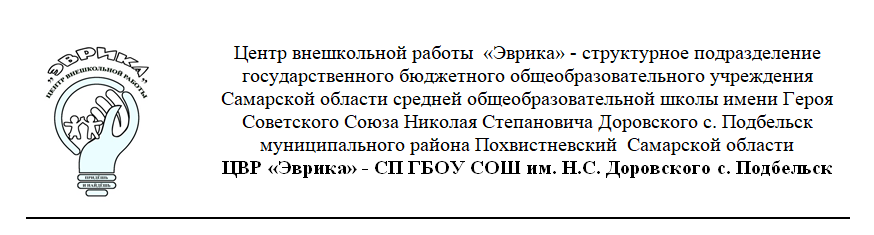 "ЭВРИКА"
ЦЕНТР ВНЕШКОЛЬНОЙ РАБОТЫ
ПРИДЁШЬ
И НАЙДЁШЬ
Центр внешкольной работы «Эврика» - структурное подразделение
государственного бюджетного общеобразовательного учреждения
Самарской области средней общеобразовательной школы имени Героя
Советского Союза Николая Степановича Доровского с. Подбельск
муниципального района Похвистневский Самарской области
ЦВР «Эврика» - СП ГБОУ СОШ им. Н.С. Доровского с. Подбельск